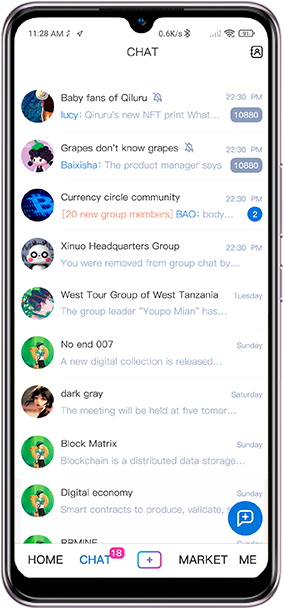 11:28 AM 0.6K/s 91
CHAT
Baby fans of Qiluru 22:30 PM
lucy: Qiruru's new NFT print What... 10880
Grapes don't know grapes 22:30 PM
Baixisha: The product manager says 10880
Currency circle community 22:30 PM
[20 new group members] BAO: body... 2
Xinuo Headquarters Group 22:30 PM
You were removed from group chat by...
West Tour Group of West Tanzania Tuesday
The group leader "Youpo Mian" has...
No end 007 Sunday
A new digital collection is released...
dark gray Saturday
The meeting will be held at five tomor...
Block Matrix Sunday
Blockchain is a distributed data storage...
Digital economy Sunday
Smart contracts to produce, validate, s
Sunday
HOME CHAT 18 MARKET ME